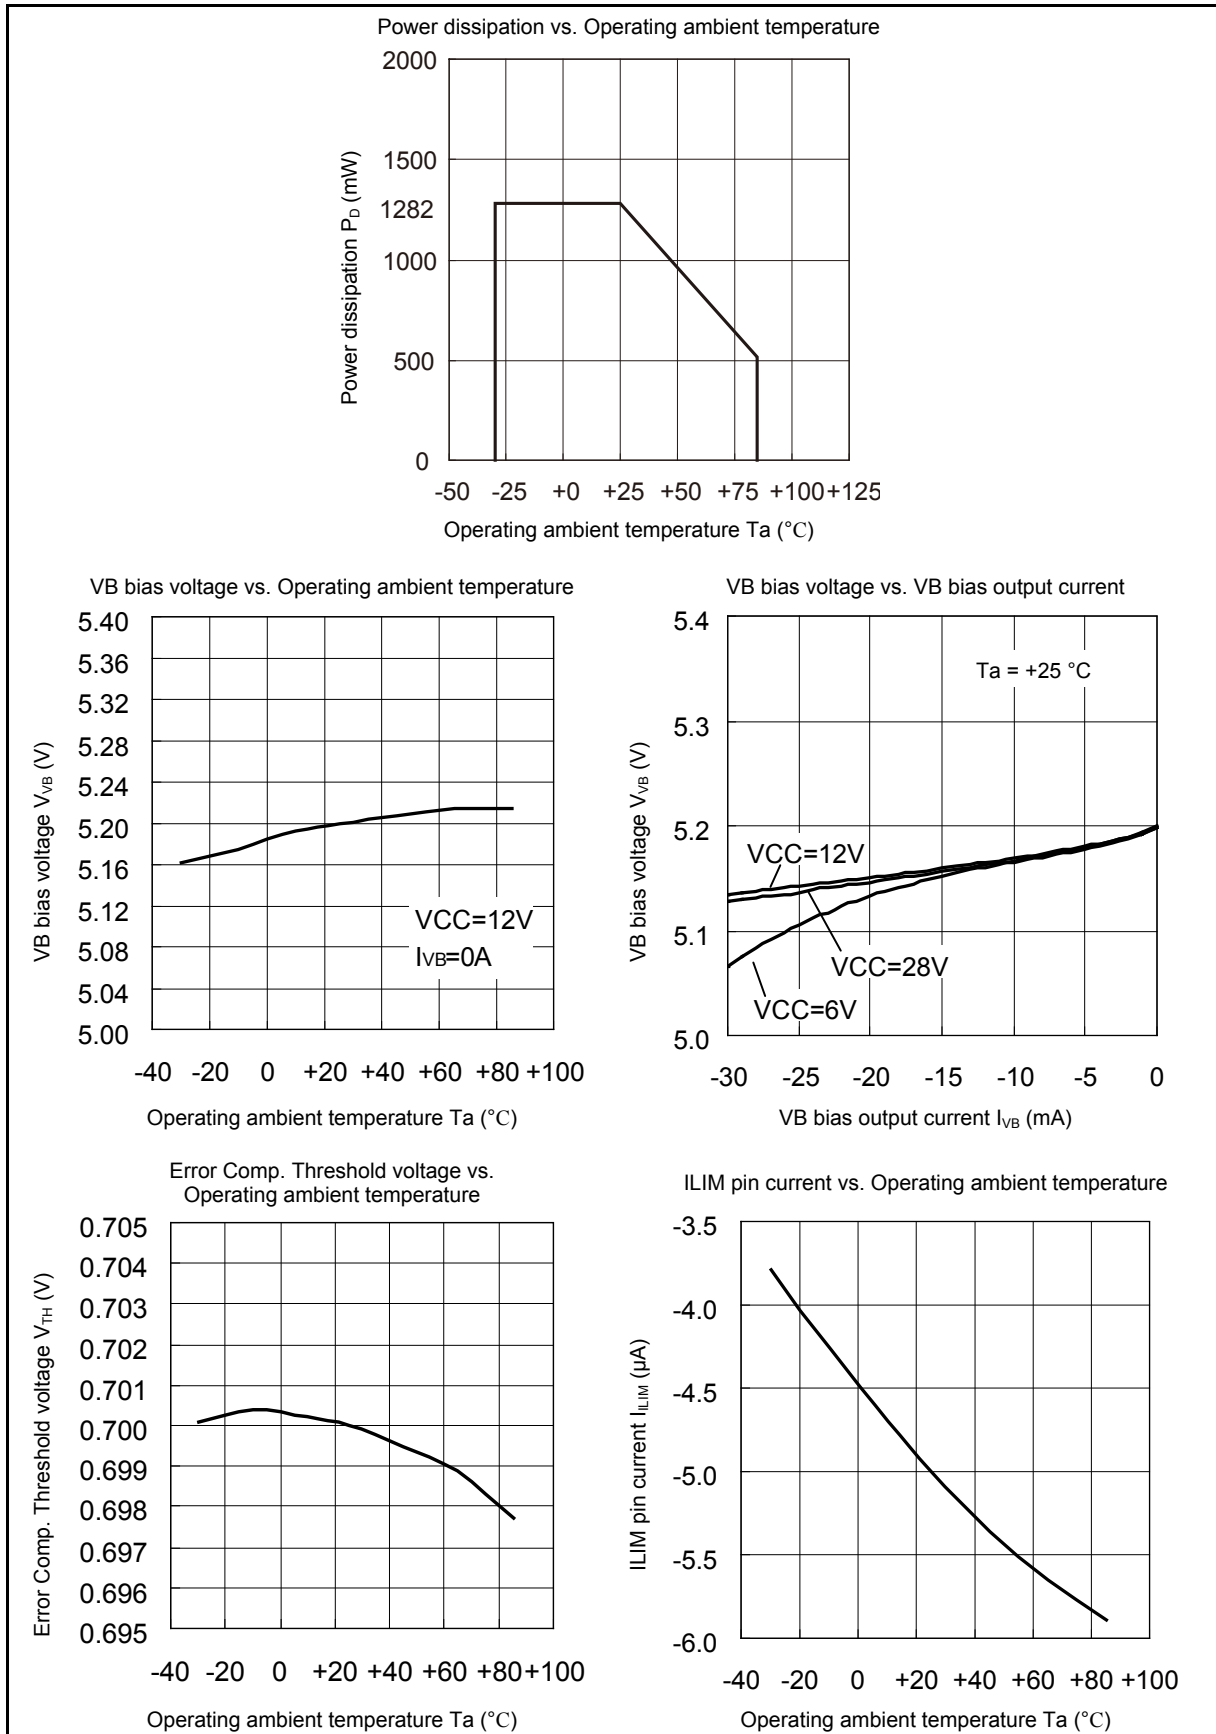 Power dissipation vs. Operating ambient temperature
2000
1500
1282
1000
500
0
Power dissipation PD (mW)
-50 -25 +0 +25 +50 +75 +100 +125
Operating ambient temperature Ta (°C)
VB bias voltage vs. Operating ambient temperature
5.40
5.36
5.32
5.28
5.24
5.20
5.16
5.12
5.08
5.04
5.00
VB bias voltage VVB (V)
VCC=12V
IVB=0A
-40 -20 0 +20 +40 +60 +80 +100
Operating ambient temperature Ta (°C)
VB bias voltage vs. VB bias output current
5.4
5.3
5.2
5.1
5.0
VB bias voltage VVB (V)
Ta = +25 °C
VCC=12V
VCC=28V
VCC=6V
-30 -25 -20 -15 -10 -5 0
VB bias output current IVB (mA)
Error Comp. Threshold voltage vs.
Operating ambient temperature
0.705
0.704
0.703
0.702
0.701
0.700
0.699
0.698
0.697
0.696
0.695
Error Comp. Threshold voltage VTH (V)
-40 -20 0 +20 +40 +60 +80 +100
Operating ambient temperature Ta (°C)
ILIM pin current vs. Operating ambient temperature
-3.5
-4.0
-4.5
-5.0
-5.5
-6.0
ILIM pin current IILIM (µA)
-40 -20 0 +20 +40 +60 +80 +100
Operating ambient temperature Ta (°C)